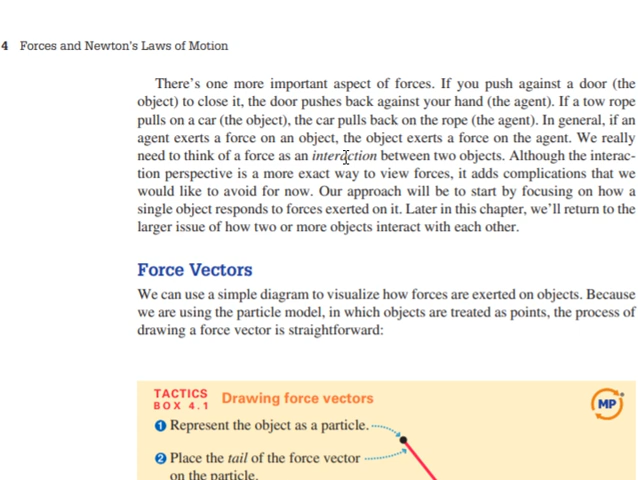 4 Forces and Newton's Laws of Motion
There's one more important aspect of forces. If you push against a door (the
object) to close it, the door pushes back against your hand (the agent). If a tow rope
pulls on a car (the object), the car pulls back on the rope (the agent). In general, if an
agent exerts a force on an object, the object exerts a force on the agent. We really
need to think of a force as an interaction between two objects. Although the interac-
tion perspective is a more exact way to view forces, it adds complications that we
would like to avoid for now. Our approach will be to start by focusing on how a
single object responds to forces exerted on it. Later in this chapter, we'll return to the
larger issue of how two or more objects interact with each other.
Force Vectors
We can use a simple diagram to visualize how forces are exerted on objects. Because
we are using the particle model, in which objects are treated as points, the process of
drawing a force vector is straightforward:
TACTICS
BOX 4.1
Drawing force vectors
MP
1 Represent the object as a particle.
2 Place the tail of the force vector
on the particle.